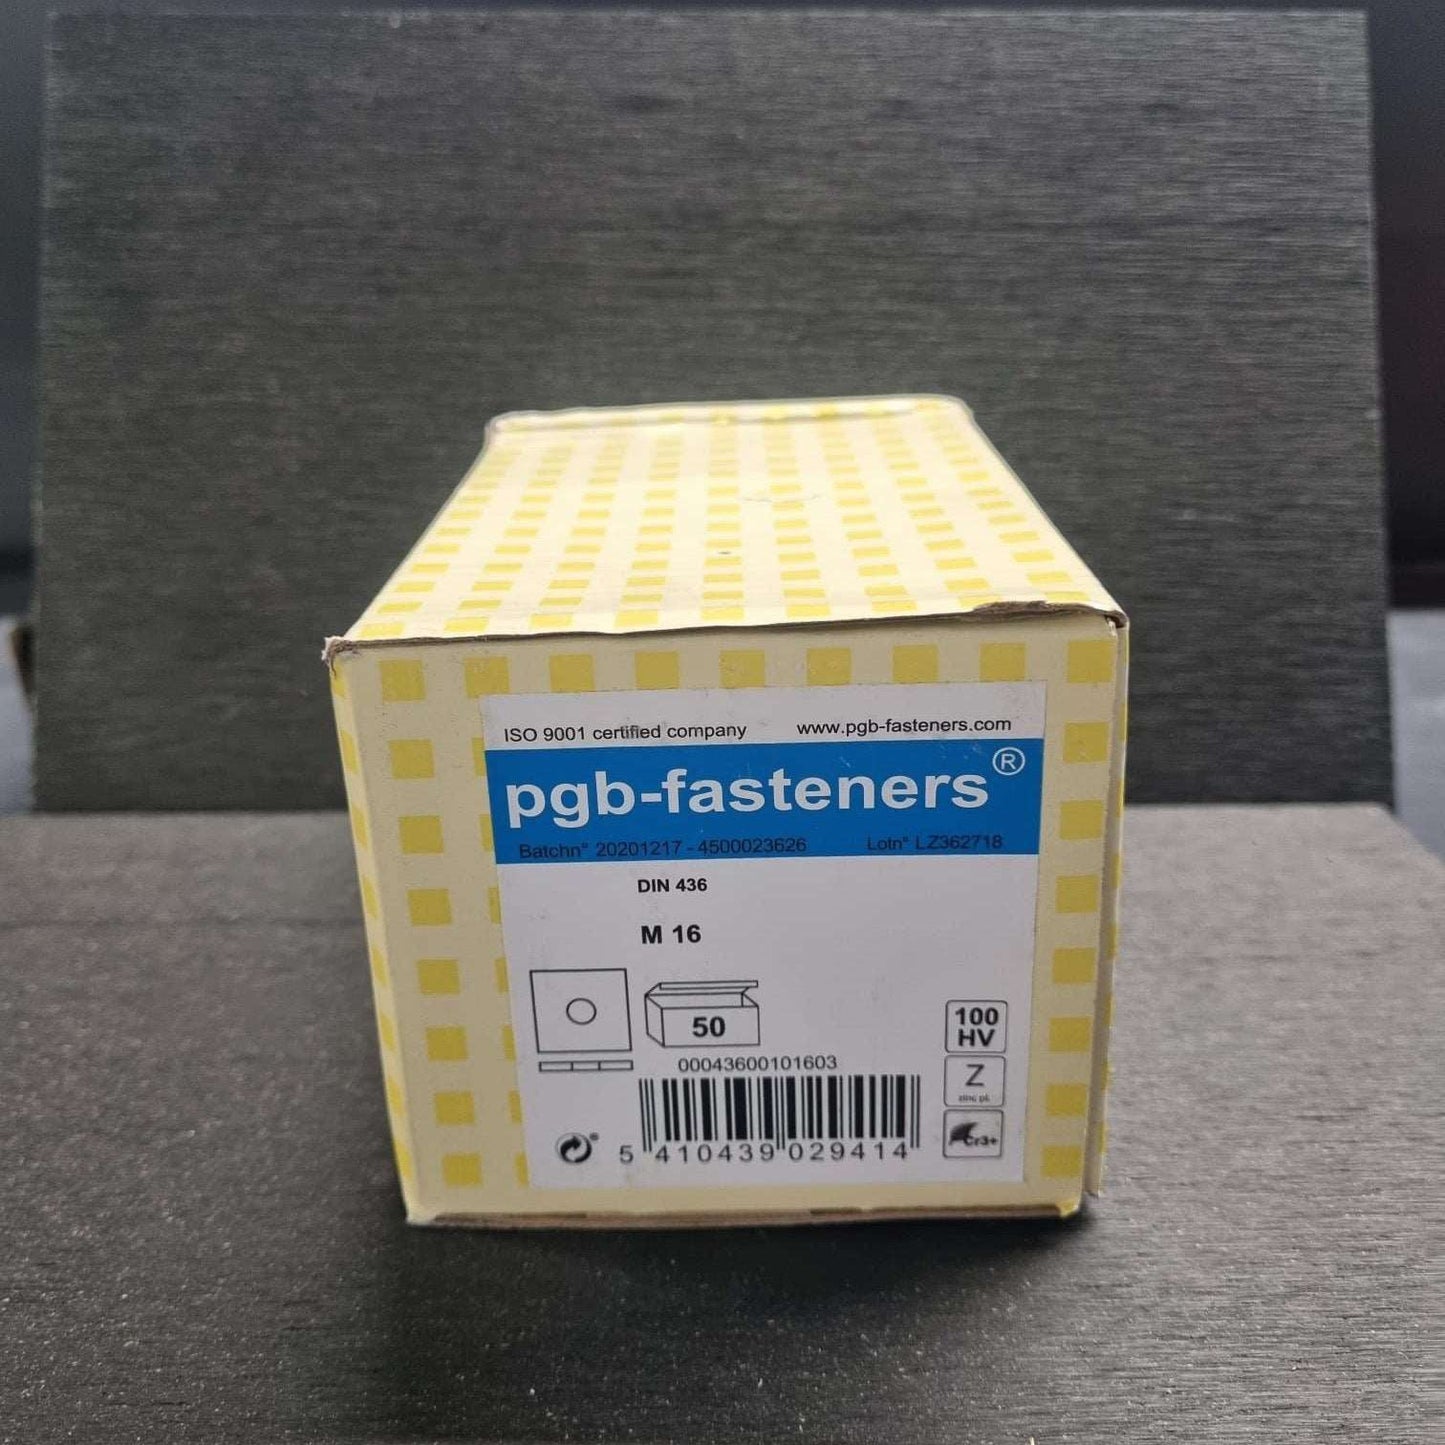 ISO 9001 certified company www.pgb-fasteners.com
pgb-fasteners®
Batchn° 20201217 - 4500023626 Lotn° LZ362718
DIN 436
M 16
50
100
HV
00043600101603
Z
zinc pl.
Cr3+
5 410439 029414